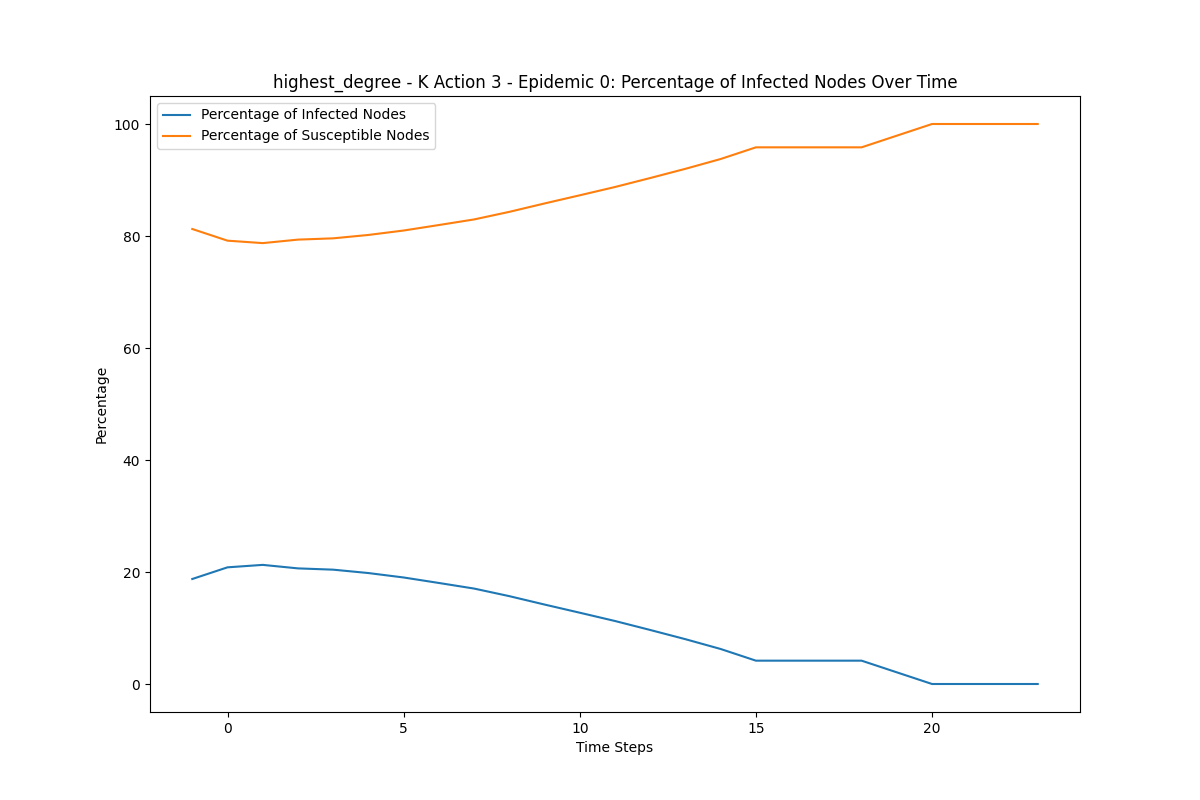 highest_degree - K Action 3 - Epidemic 0: Percentage of Infected Nodes Over Time
Percentage of Infected Nodes
Percentage of Susceptible Nodes
100
80
60
40
20
0
Percentage
0 5 10 15 20
Time Steps